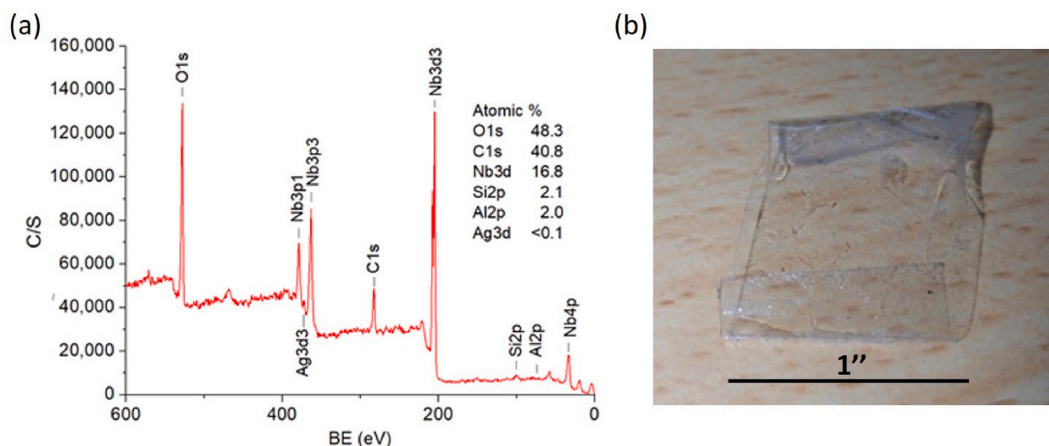 (a)
160,000
140,000
120,000
100,000
80,000
60,000
40,000
20,000
0
C/S
600
400
200
0
BE (eV)
O1s
Nb3p1
Nb3p3
Ag3d3
C1s
Nb3d3
Si2p
Al2p
Nb4p
Atomic %
O1s 48.3
C1s 40.8
Nb3d 16.8
Si2p 2.1
Al2p 2.0
Ag3d <0.1
(b)
1’’